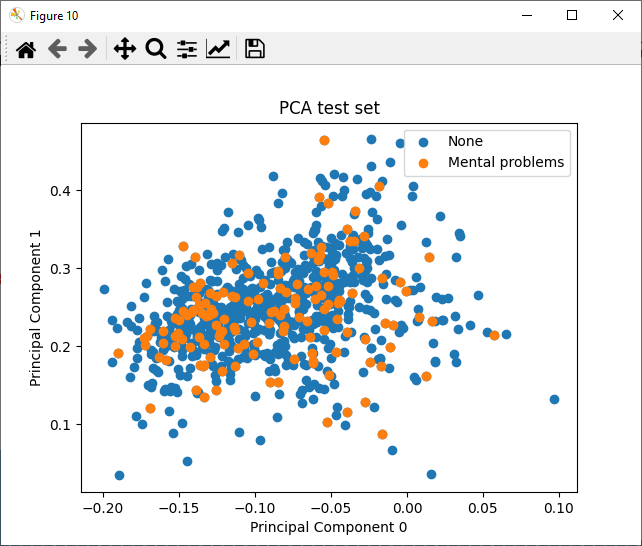 Figure 10
PCA test set
None
Mental problems
0.4
0.3
0.2
0.1
Principal Component 1
−0.20 −0.15 −0.10 −0.05 0.00 0.05 0.10
Principal Component 0